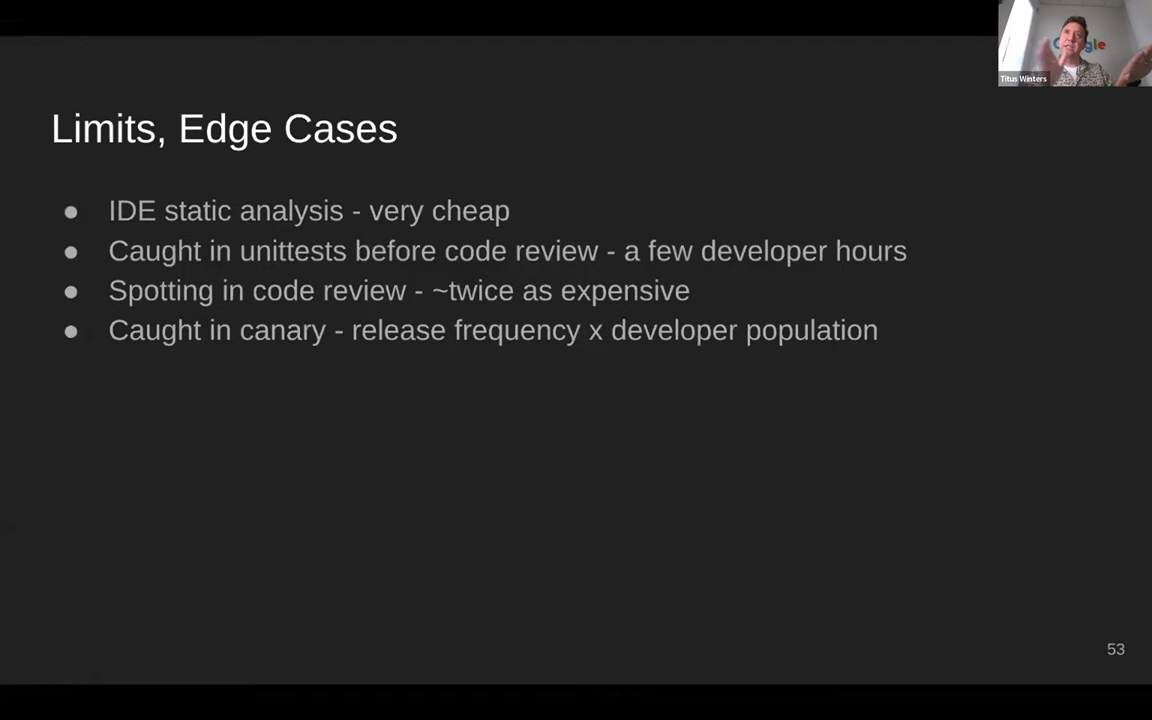 Titus Winters
Limits, Edge Cases
● IDE static analysis - very cheap
● Caught in unittests before code review - a few developer hours
● Spotting in code review - ~twice as expensive
● Caught in canary - release frequency x developer population
53